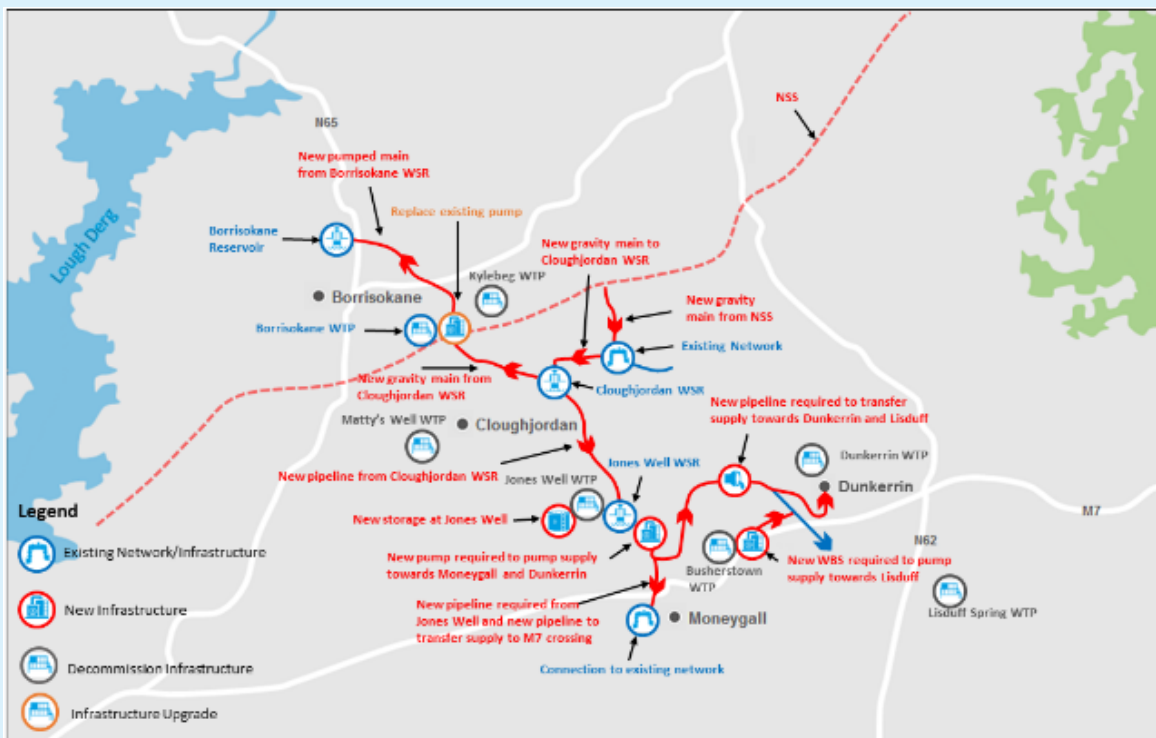 NSS
N65
New pumped main
from Borrisokane WSR
Replace existing pump
Lough Derg
Borrisokane
Reservoir
New gravity main to
Cloughjordan WSR
Kylebeg WTP
Borrisokane
New gravity
main from NSS
Borrisokane WTP
Existing Network
New gravity main from
Cloughjordan WSR
Cloughjordan WSR
New pipeline required to transfer
supply towards Dunkerrin and Lisduff
Matty's Well WTP
Cloughjordan
Jones Well WSR
Dunkerrin WTP
New pipeline from Cloughjordan WSR
Jones Well WTP
Dunkerrin
M7
Legend
New storage at Jones Well
N62
Existing Network/Infrastructure
New pump required to pump supply
towards Moneygall and Dunkerrin
Busherstown
WTP
New WBS required to pump
supply towards Lisduff
New Infrastructure
New pipeline required from
Jones Well and new pipeline to
transfer supply to M7 crossing
Moneygall
Lisduff Spring WTP
Decommission Infrastructure
Connection to existing network
Infrastructure Upgrade